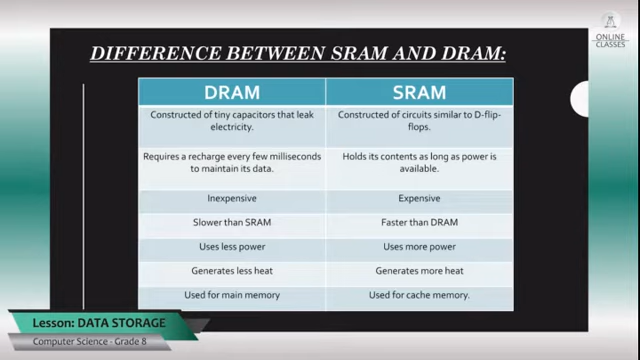 ONLINE
CLASSES
DIFFERENCE BETWEEN SRAM AND DRAM:
DRAM
SRAM
Constructed of tiny capacitors that leak
electricity.
Constructed of circuits similar to D-flip-
flops.
Requires a recharge every few milliseconds
to maintain its data.
Holds its contents as long as power is
available.
Inexpensive
Expensive
Slower than SRAM
Faster than DRAM
Uses less power
Uses more power
Generates less heat
Generates more heat
Used for main memory
Used for cache memory.
Lesson: DATA STORAGE
Computer Science - Grade 8